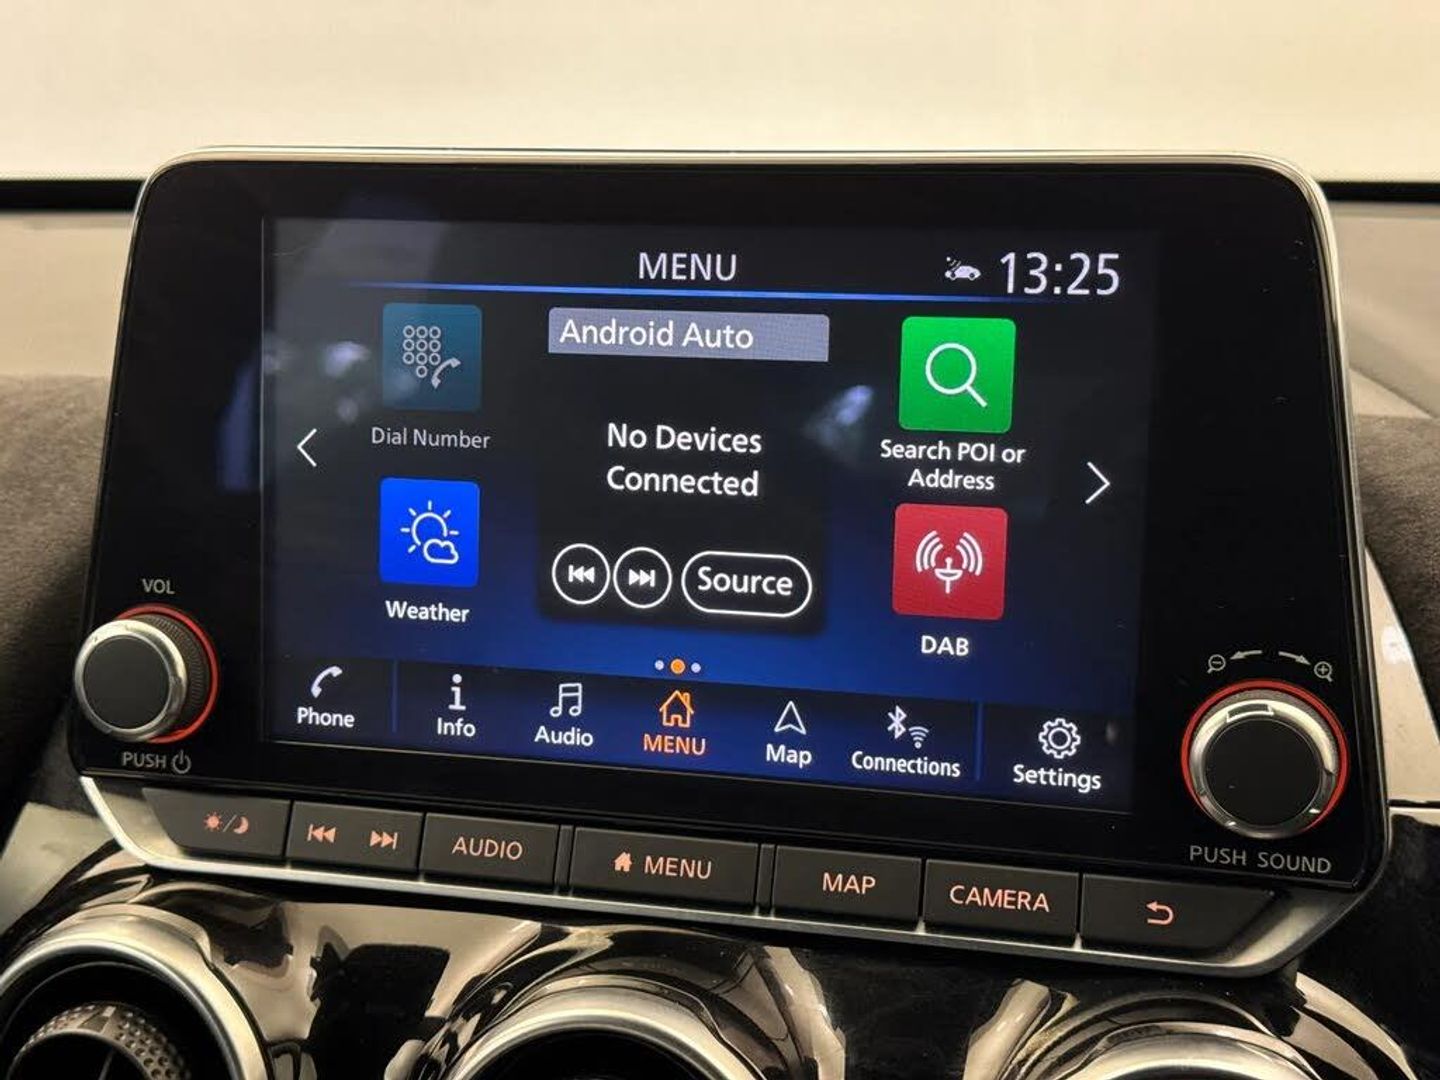 MENU
13:25
Android Auto
Dial Number
No Devices
Connected
Search POI or
Address
Weather
Source
DAB
Phone
Info
Audio
MENU
Map
Connections
Settings
VOL
PUSH
PUSH SOUND
AUDIO
MENU
MAP
CAMERA